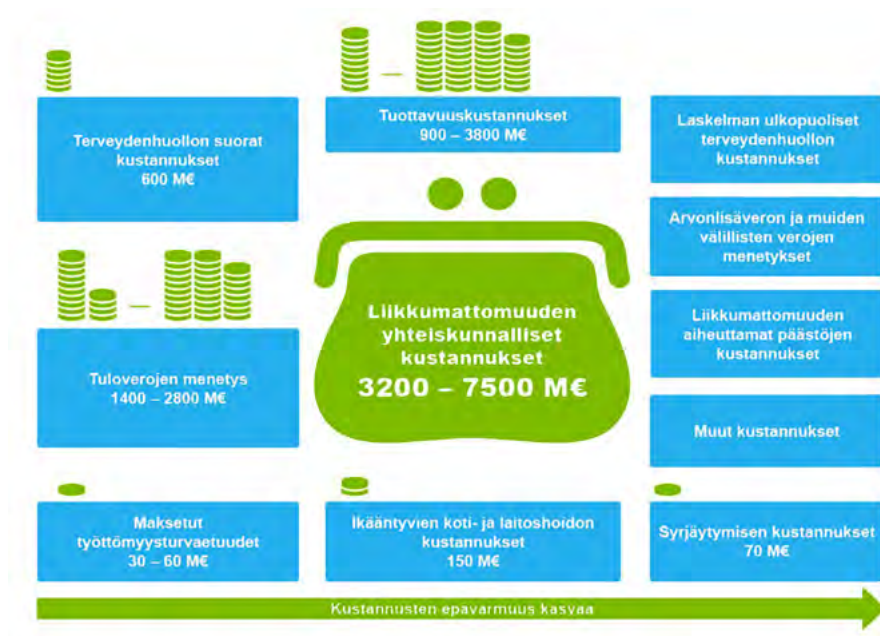 Terveydenhuollon suorat
kustannukset
600 M€
Tuottavuuskustannukset
900 – 3800 M€
Laskelman ulkopuoliset
terveydenhuollon
kustannukset
Arvonlisäveron ja muiden
välillisten verojen
menetykset
Liikkumattomuuden
yhteiskunnalliset
kustannukset
3200 – 7500 M€
Liikkumattomuuden
aiheuttamat päästöjen
kustannukset
Tuloverojen menetys
1400 – 2800 M€
Muut kustannukset
Maksetut
työttömyysturvaetuudet
30 – 60 M€
Ikääntyvien koti- ja laitoshoidon
kustannukset
150 M€
Syrjäytymisen kustannukset
70 M€
Kustannusten epävarmuus kasvaa